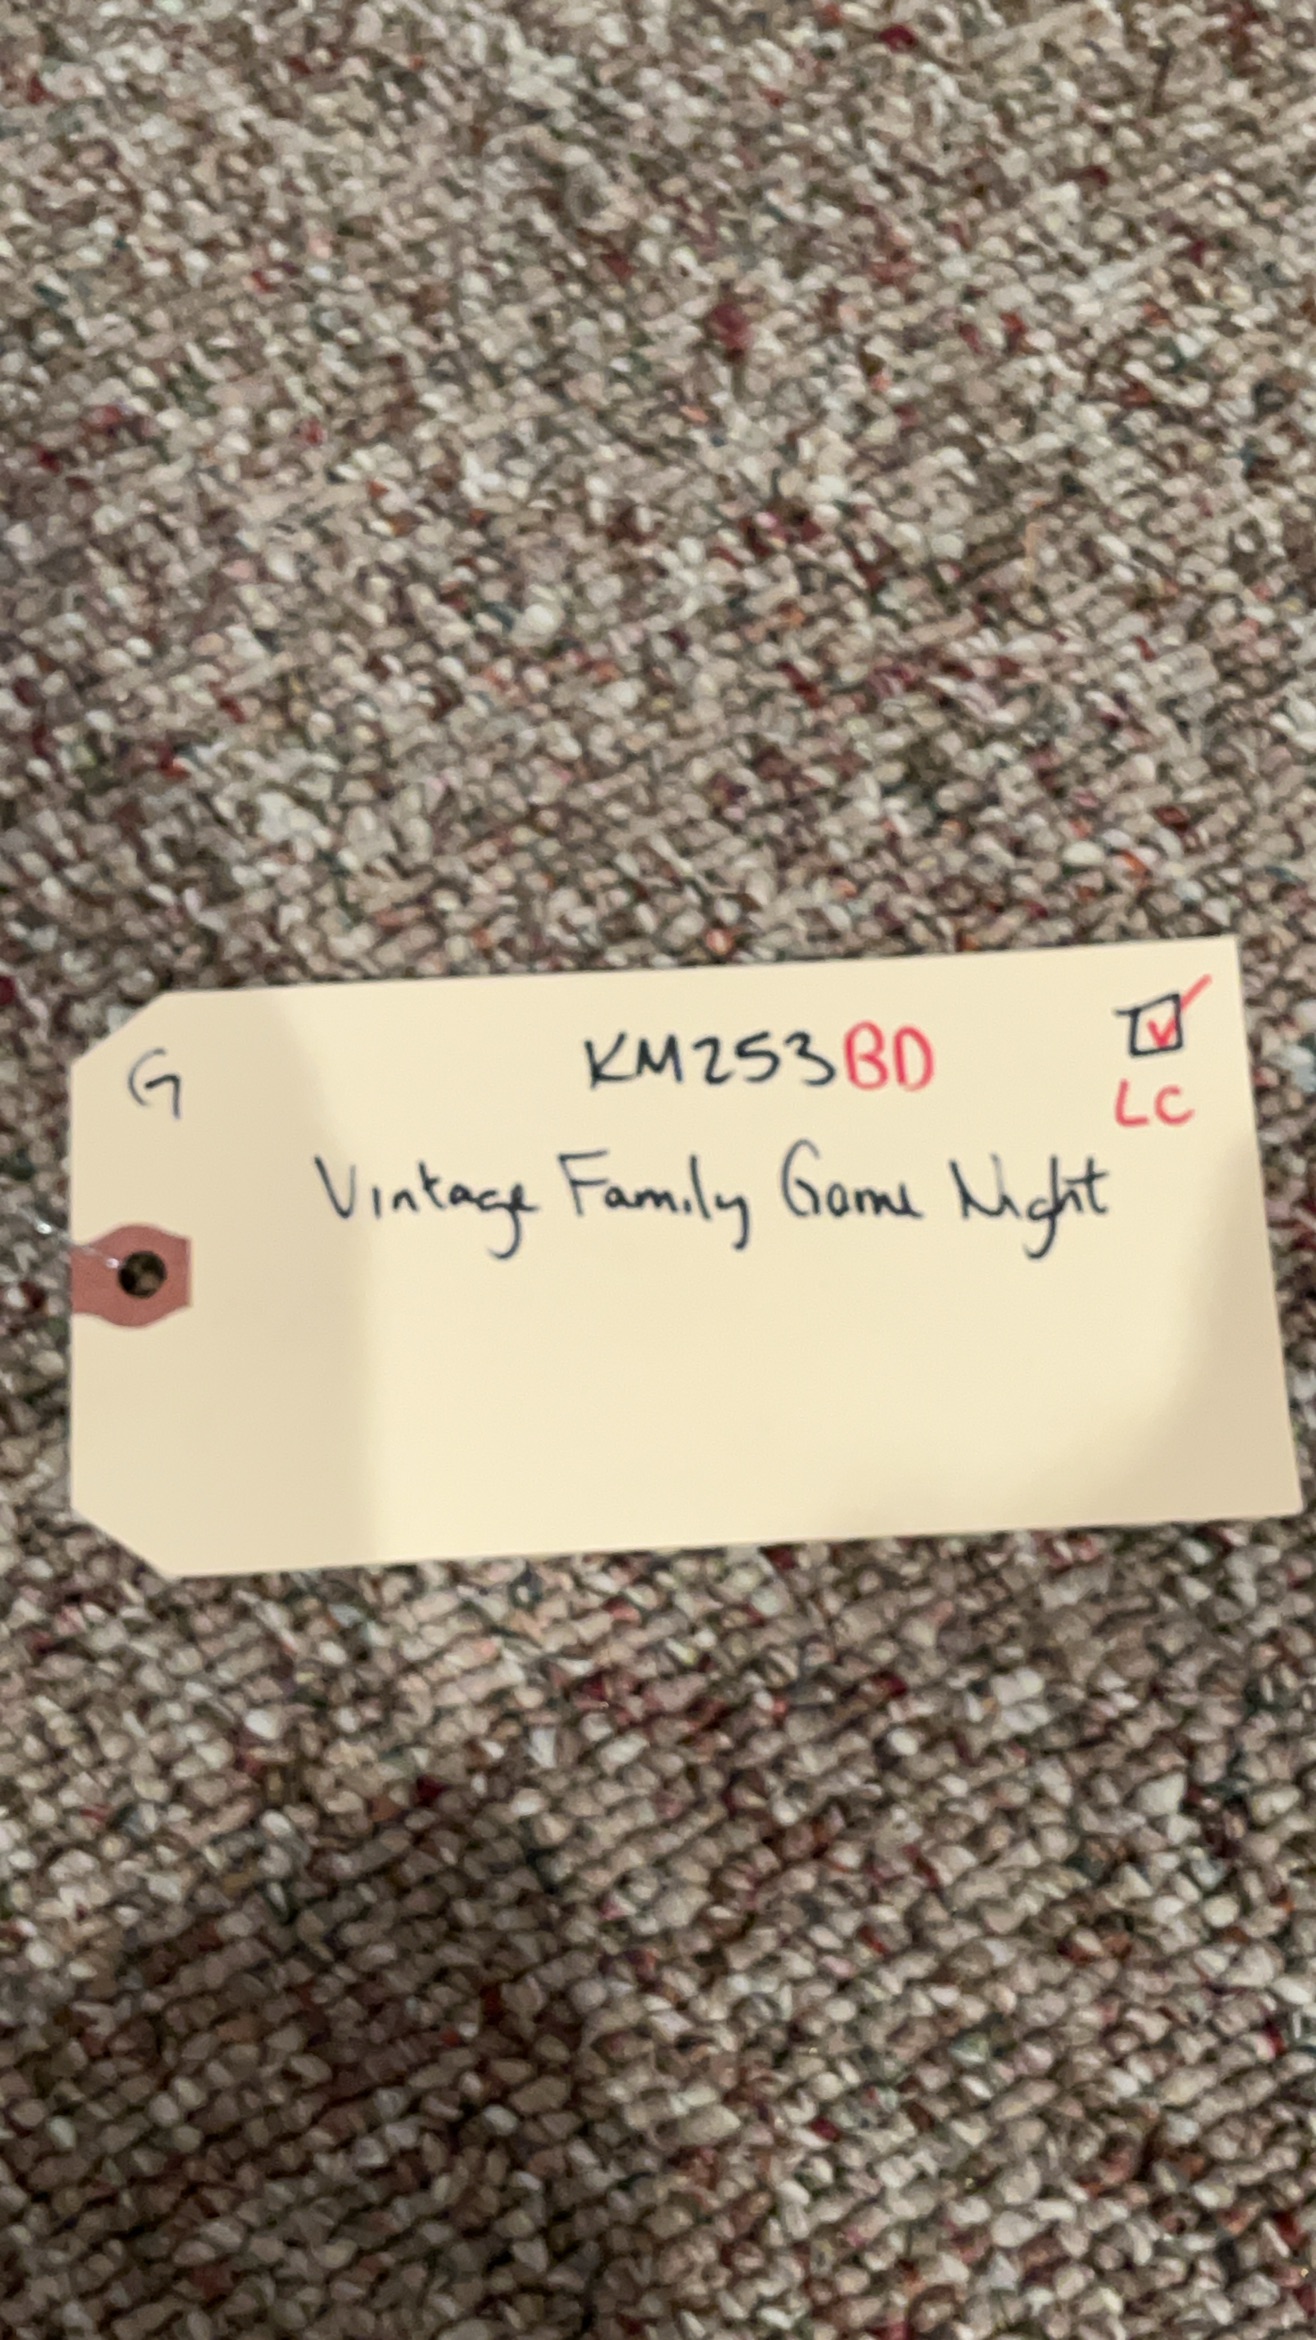 G
KM253BD
☑
LC
Vintage Family Game Night